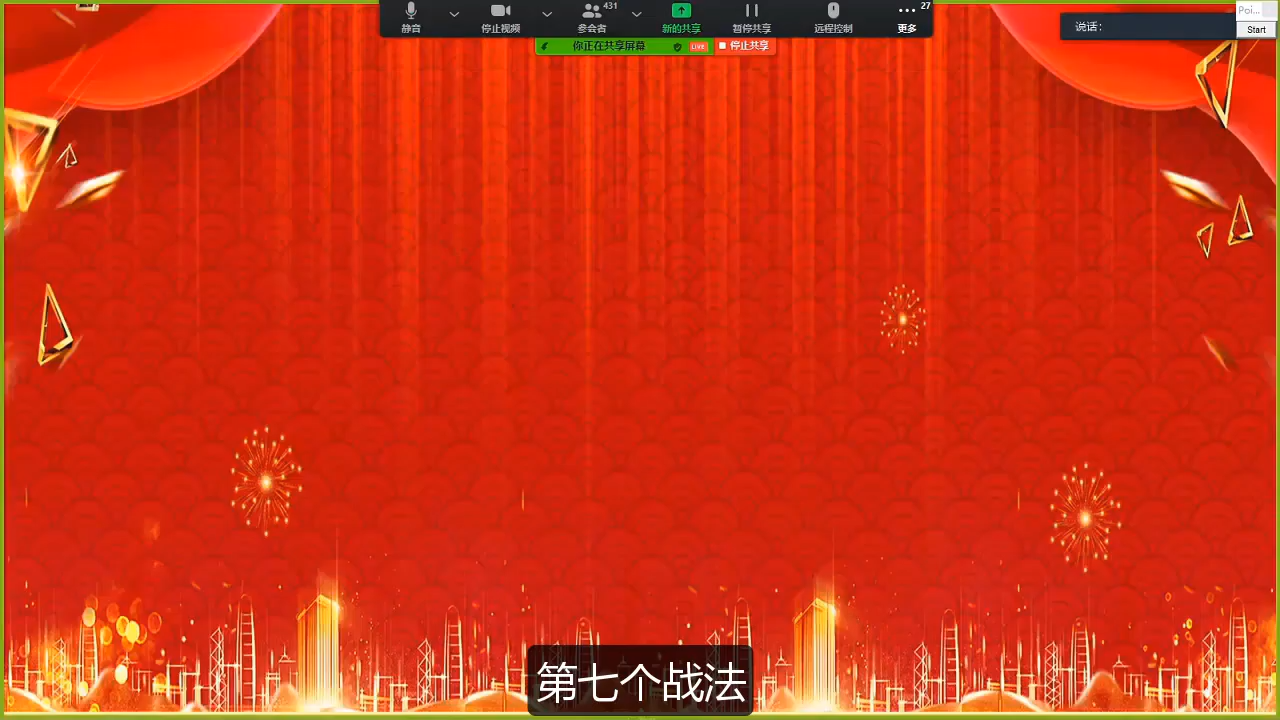 431
27
静音
停止视频
参会者
新的共享
暂停共享
远程控制
更多
你正在共享屏幕
LIVE
停止共享
说话:
Poi...
Start
第七个战法